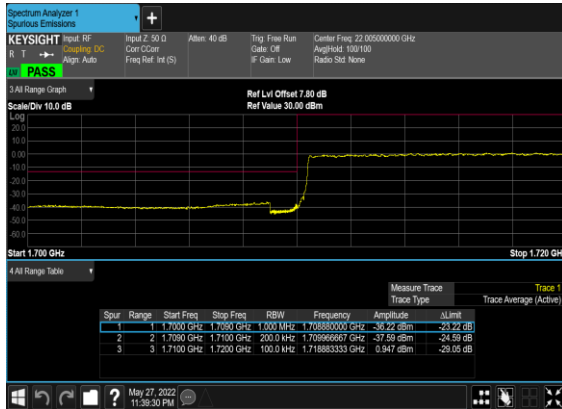 Spectrum Analyzer 1
Spurious Emissions
KEYSIGHT
R T
LM PASS
Input: RF
Coupling: DC
Align: Auto
Input Z: 50 Ω
Corr CCorr
Freq Ref: Int (S)
Atten: 40 dB
Trig: Free Run
Gate: Off
IF Gain: Low
Center Freq: 22.005000000 GHz
Avg|Hold: 100/100
Radio Std: None
3 All Range Graph
Scale/Div 10.0 dB
Ref Lvl Offset 7.80 dB
Ref Value 30.00 dBm
Log
20.0
10.0
0.00
-10.0
-20.0
-30.0
-40.0
-50.0
-60.0
Start 1.700 GHz
Stop 1.720 GH
4 All Range Table
Measure Trace Trace 1
Trace Type Trace Average (Active)
Spur Range Start Freq Stop Freq RBW Frequency Amplitude ΔLimit
1 1 1.7000 GHz 1.7090 GHz 1.000 MHz 1.708880000 GHz -36.22 dBm -23.22 dB
2 2 1.7090 GHz 1.7100 GHz 200.0 kHz 1.709966667 GHz -37.59 dBm -24.59 dB
3 3 1.7100 GHz 1.7200 GHz 100.0 kHz 1.718883333 GHz 0.947 dBm -29.05 dB
?
May 27, 2022
11:39:30 PM